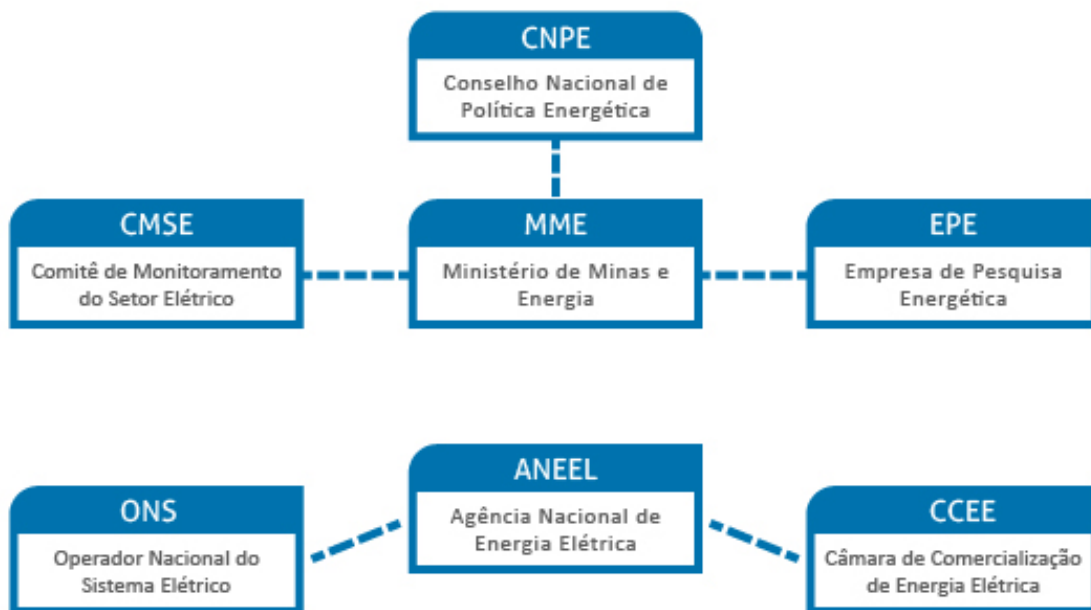 CNPE
Conselho Nacional de
Política Energética
CMSE
Comitê de Monitoramento
do Setor Elétrico
MME
Ministério de Minas e
Energia
EPE
Empresa de Pesquisa
Energética
ONS
Operador Nacional do
Sistema Elétrico
ANEEL
Agência Nacional de
Energia Elétrica
CCEE
Câmara de Comercialização
de Energia Elétrica